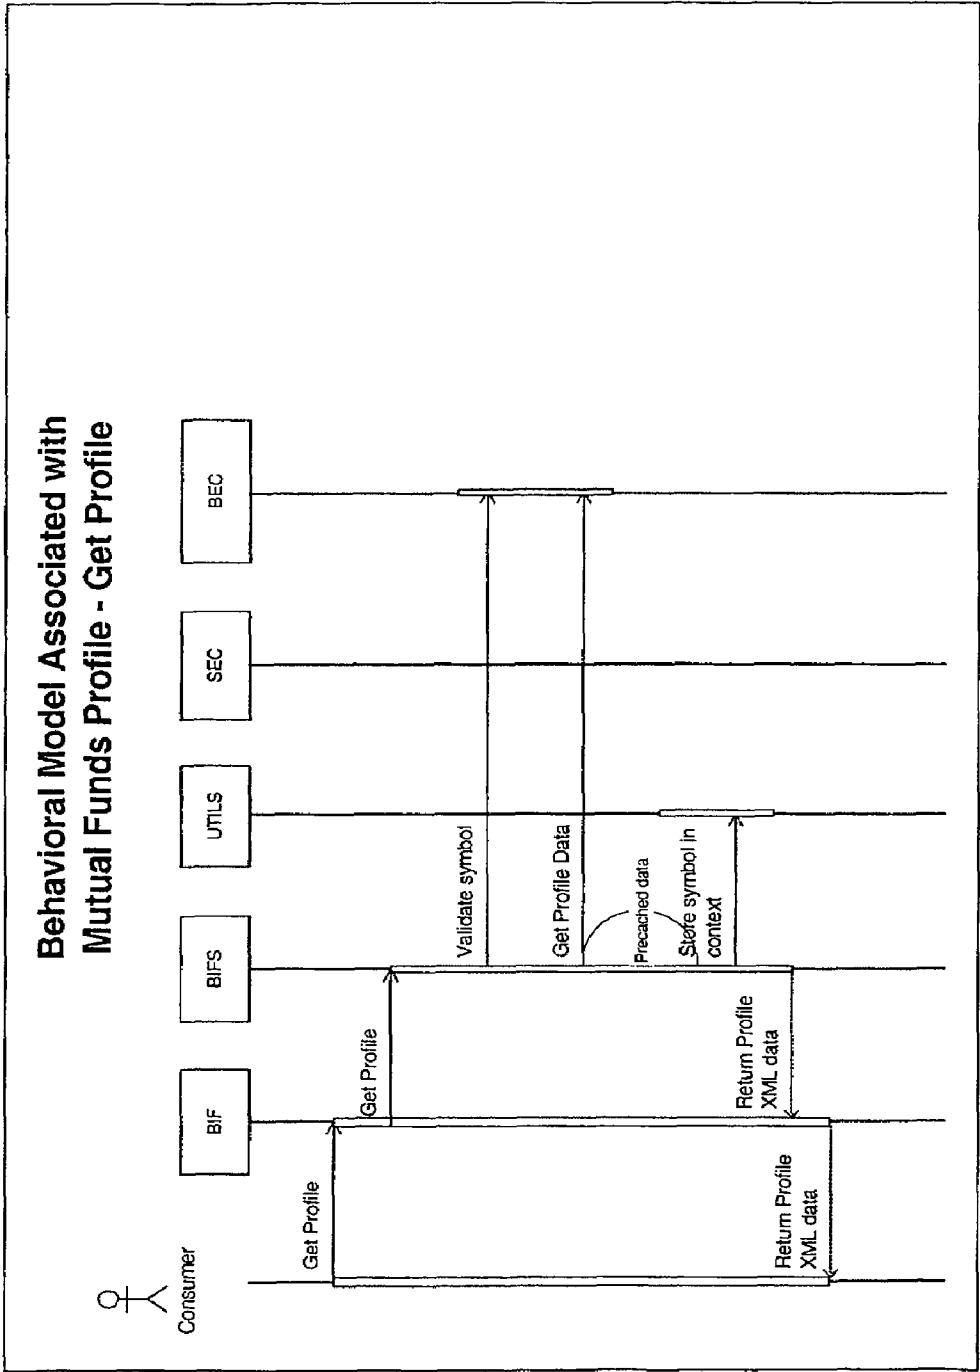 Behavioral Model Associated with
Mutual Funds Profile - Get Profile
Consumer
BIF
BIFS
UTILS
SEC
BEC
Get Profile
Get Profile
Validate symbol
Get Profile Data
Precached data
Store symbol in
context
Return Profile
XML data
Return Profile
XML data